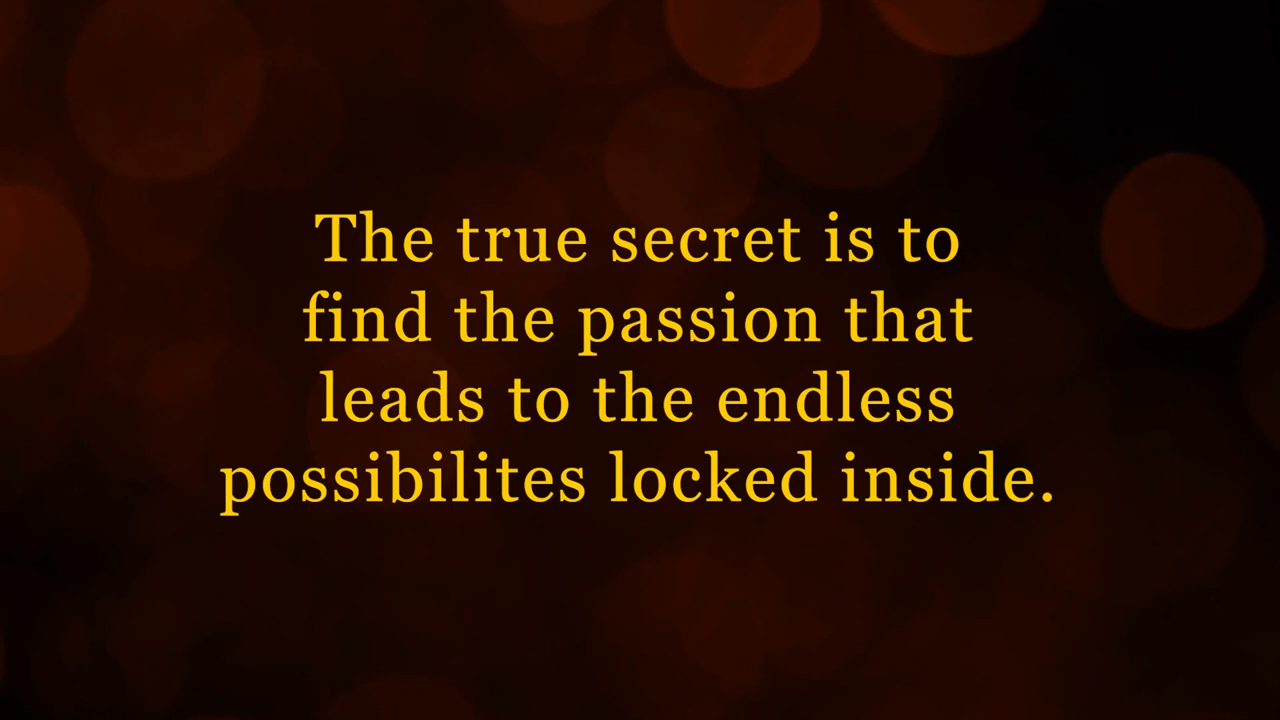 The true secret is to
find the passion that
leads to the endless
possibilites locked inside.